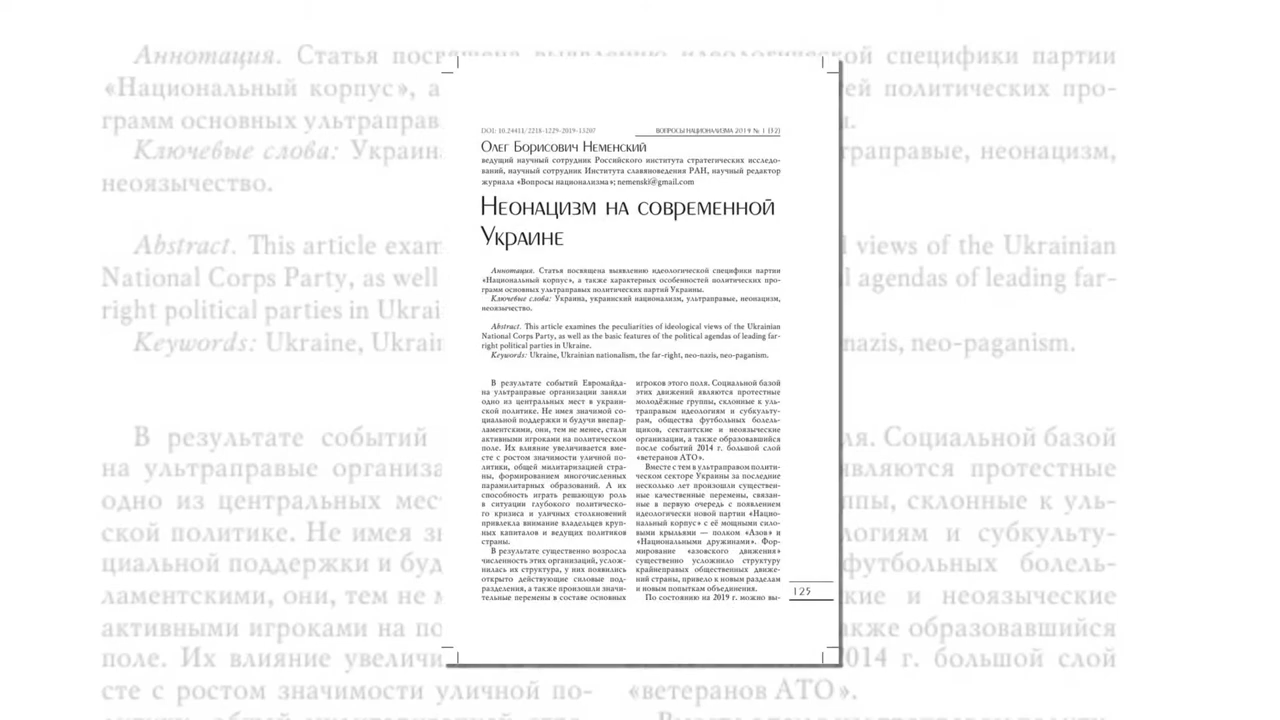 DOI: 10.24411/2218-1229-2019-13207
ВОПРОСЫ НАЦИОНАЛИЗМА 2019 № 1 (32)
Олег Борисович Неменский
ведущий научный сотрудник Российского института стратегических исследо-
ваний, научный сотрудник Института славяноведения РАН, научный редактор
журнала «Вопросы национализма»; nemenski@gmail.com
Неонацизм на современной
Украине
Аннотация. Статья посвящена выявлению идеологической специфики партии
«Национальный корпус», а также характерных особенностей политических про-
грамм основных ультраправых политических партий Украины.
Ключевые слова: Украина, украинский национализм, ультраправые, неонацизм,
неоязычество.
Abstract. This article examines the peculiarities of ideological views of the Ukrainian
National Corps Party, as well as the basic features of the political agendas of leading far-
right political parties in Ukraine.
Keywords: Ukraine, Ukrainian nationalism, the far-right, neo-nazis, neo-paganism.
В результате событий Евромайда-
на ультраправые организации заняли
одно из центральных мест в украин-
ской политике. Не имея значимой со-
циальной поддержки и будучи внепар-
ламентскими, они, тем не менее, стали
активными игроками на политическом
поле. Их влияние увеличивается вме-
сте с ростом значимости уличной по-
литики, общей милитаризацией стра-
ны, формированием многочисленных
парамилитарных образований. А их
способность играть решающую роль
в ситуации глубокого политическо-
го кризиса и уличных столкновений
привлекла внимание владельцев круп-
ных капиталов и ведущих политиков
страны.
В результате существенно возросла
численность этих организаций, услож-
нилась их структура, у них появились
открыто действующие силовые под-
разделения, а также произошли значи-
тельные перемены в составе основных
игроков этого поля. Социальной базой
этих движений являются протестные
молодёжные группы, склонные к уль-
траправым идеологиям и субкульту-
рам, общества футбольных болель-
щиков, сектантские и неоязыческие
организации, а также образовавшийся
после событий 2014 г. большой слой
«ветеранов АТО».
Вместе с тем в ультраправом полити-
ческом секторе Украины за последние
несколько лет произошли существен-
ные качественные перемены, связан-
ные в первую очередь с появлением
идеологически новой партии «Нацио-
нальный корпус» с её мощными сило-
выми крыльями — полком «Азов» и
«Национальными дружинами». Фор-
мирование «азовского движения»
существенно усложнило структуру
крайнеправых общественных движе-
ний страны, привело к новым разделам
и новым попыткам объединения.
По состоянию на 2019 г. можно вы-
125